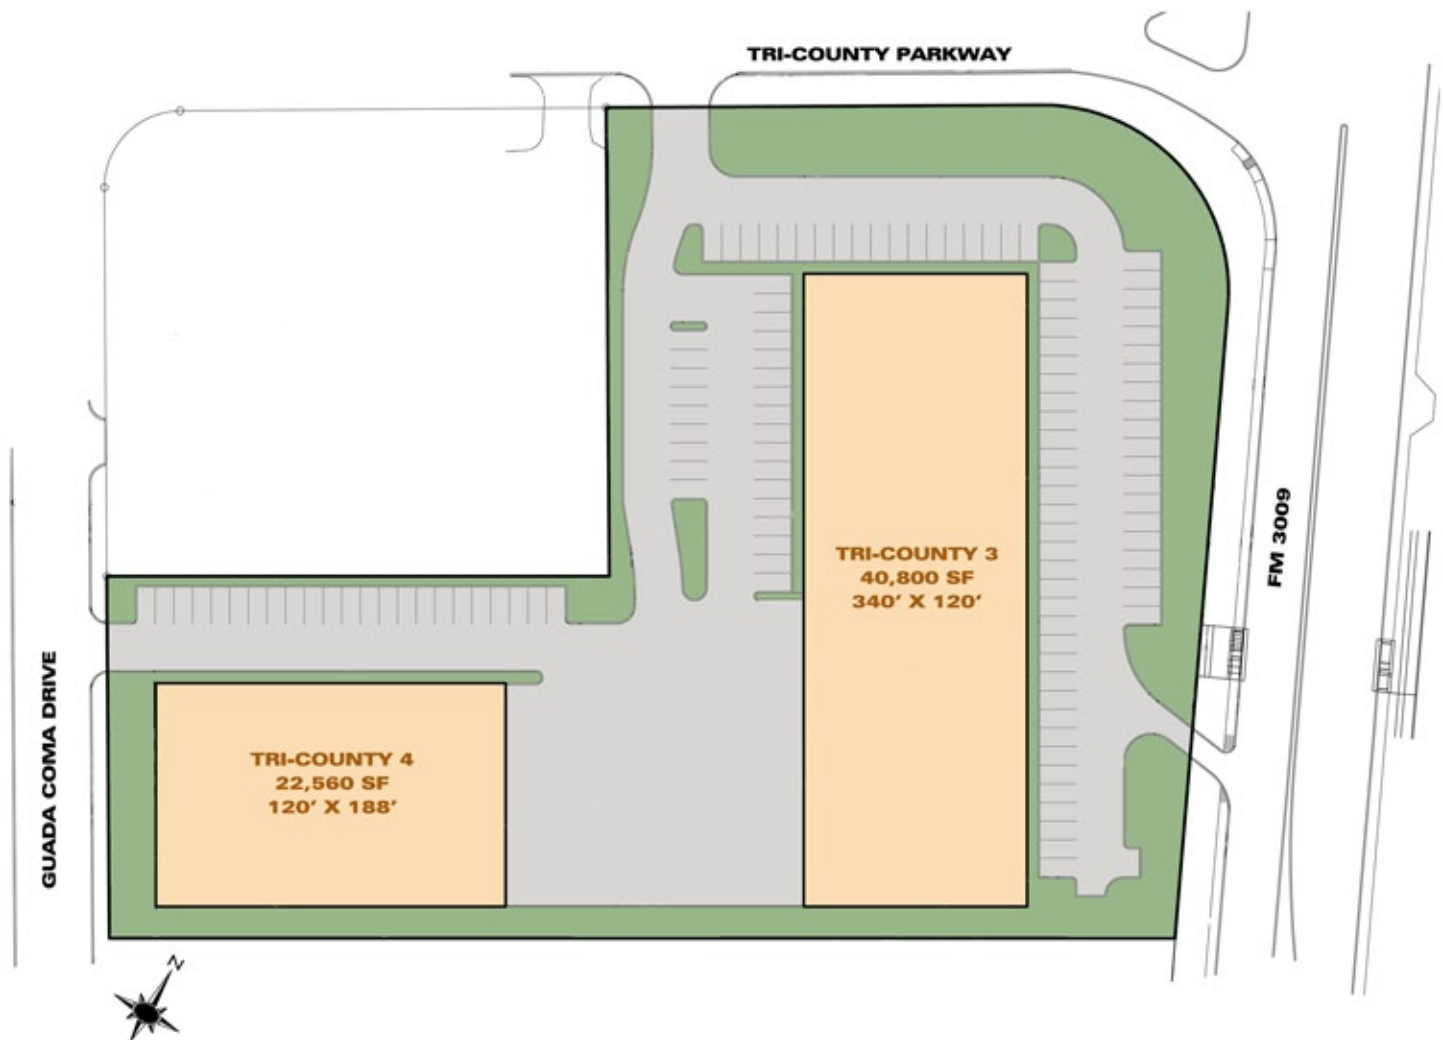 TRI-COUNTY PARKWAY
FM 3009
TRI-COUNTY 3
40,800 SF
340' X 120'
GUADA COMA DRIVE
TRI-COUNTY 4
22,560 SF
120' X 188'
N